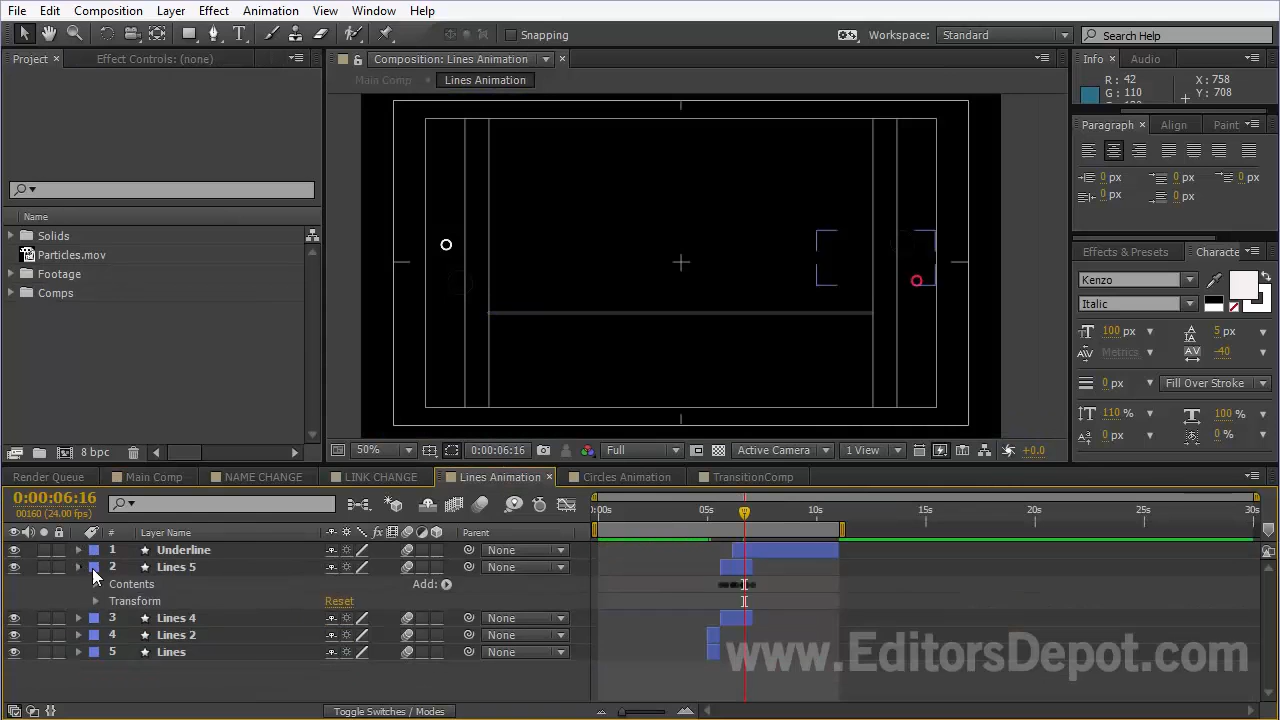 File Edit Composition Layer Effect Animation View Window Help
Snapping
Workspace: Standard
Search Help
Project
Effect Controls: (none)
Composition: Lines Animation
Info
Audio
Main Comp
Lines Animation
R: 42
X: 758
G: 110
Y: 708
Paragraph
Align
Paint
0 px 0 px 0 px
0 px 0 px
Name
Solids
Particles.mov
Footage
Comps
Effects & Presets
Characte
Kenzo
Italic
100 px
5 px
Metrics
-40
0 px
Fill Over Stroke
110 %
100 %
0 px
0 %
8 bpc
50%
0:00:06:16
Full
Active Camera
1 View
+0.0
Render Queue
Main Comp
NAME CHANGE
LINK CHANGE
Lines Animation
Circles Animation
TransitionComp
0:00:06:16
00160 (24.00 fps)
:00s 05s 10s 15s 20s 25s 30s
# Layer Name
fx
Parent
1 Underline None
2 Lines 5 None
Contents
Add:
Transform
Reset
3 Lines 4 None
4 Lines 2 None
5 Lines None
www.EditorsDepot.com
Toggle Switches / Modes